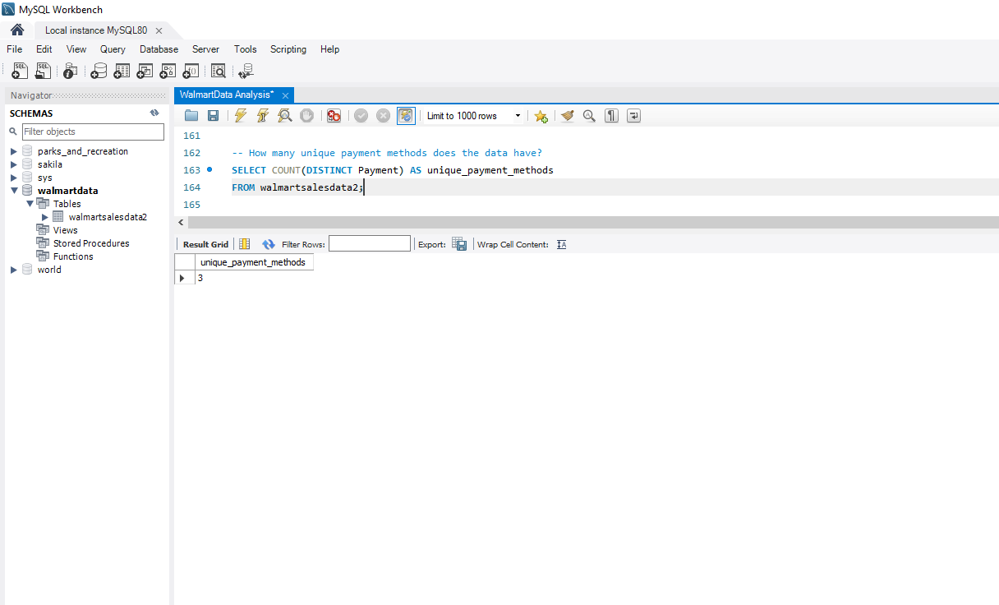 MySQL Workbench
Local instance MySQL80
File Edit View Query Database Server Tools Scripting Help
SQL SQL
Navigator
SCHEMAS
Filter objects
parks_and_recreation
sakila
sys
walmartdata
Tables
walmartsalesdata2
Views
Stored Procedures
Functions
world
WalmartData Analysis*
Limit to 1000 rows
161
162 -- How many unique payment methods does the data have?
163 SELECT COUNT(DISTINCT Payment) AS unique_payment_methods
164 FROM walmartsalesdata2;
165
Result Grid Filter Rows: Export: Wrap Cell Content: IA
unique_payment_methods
3